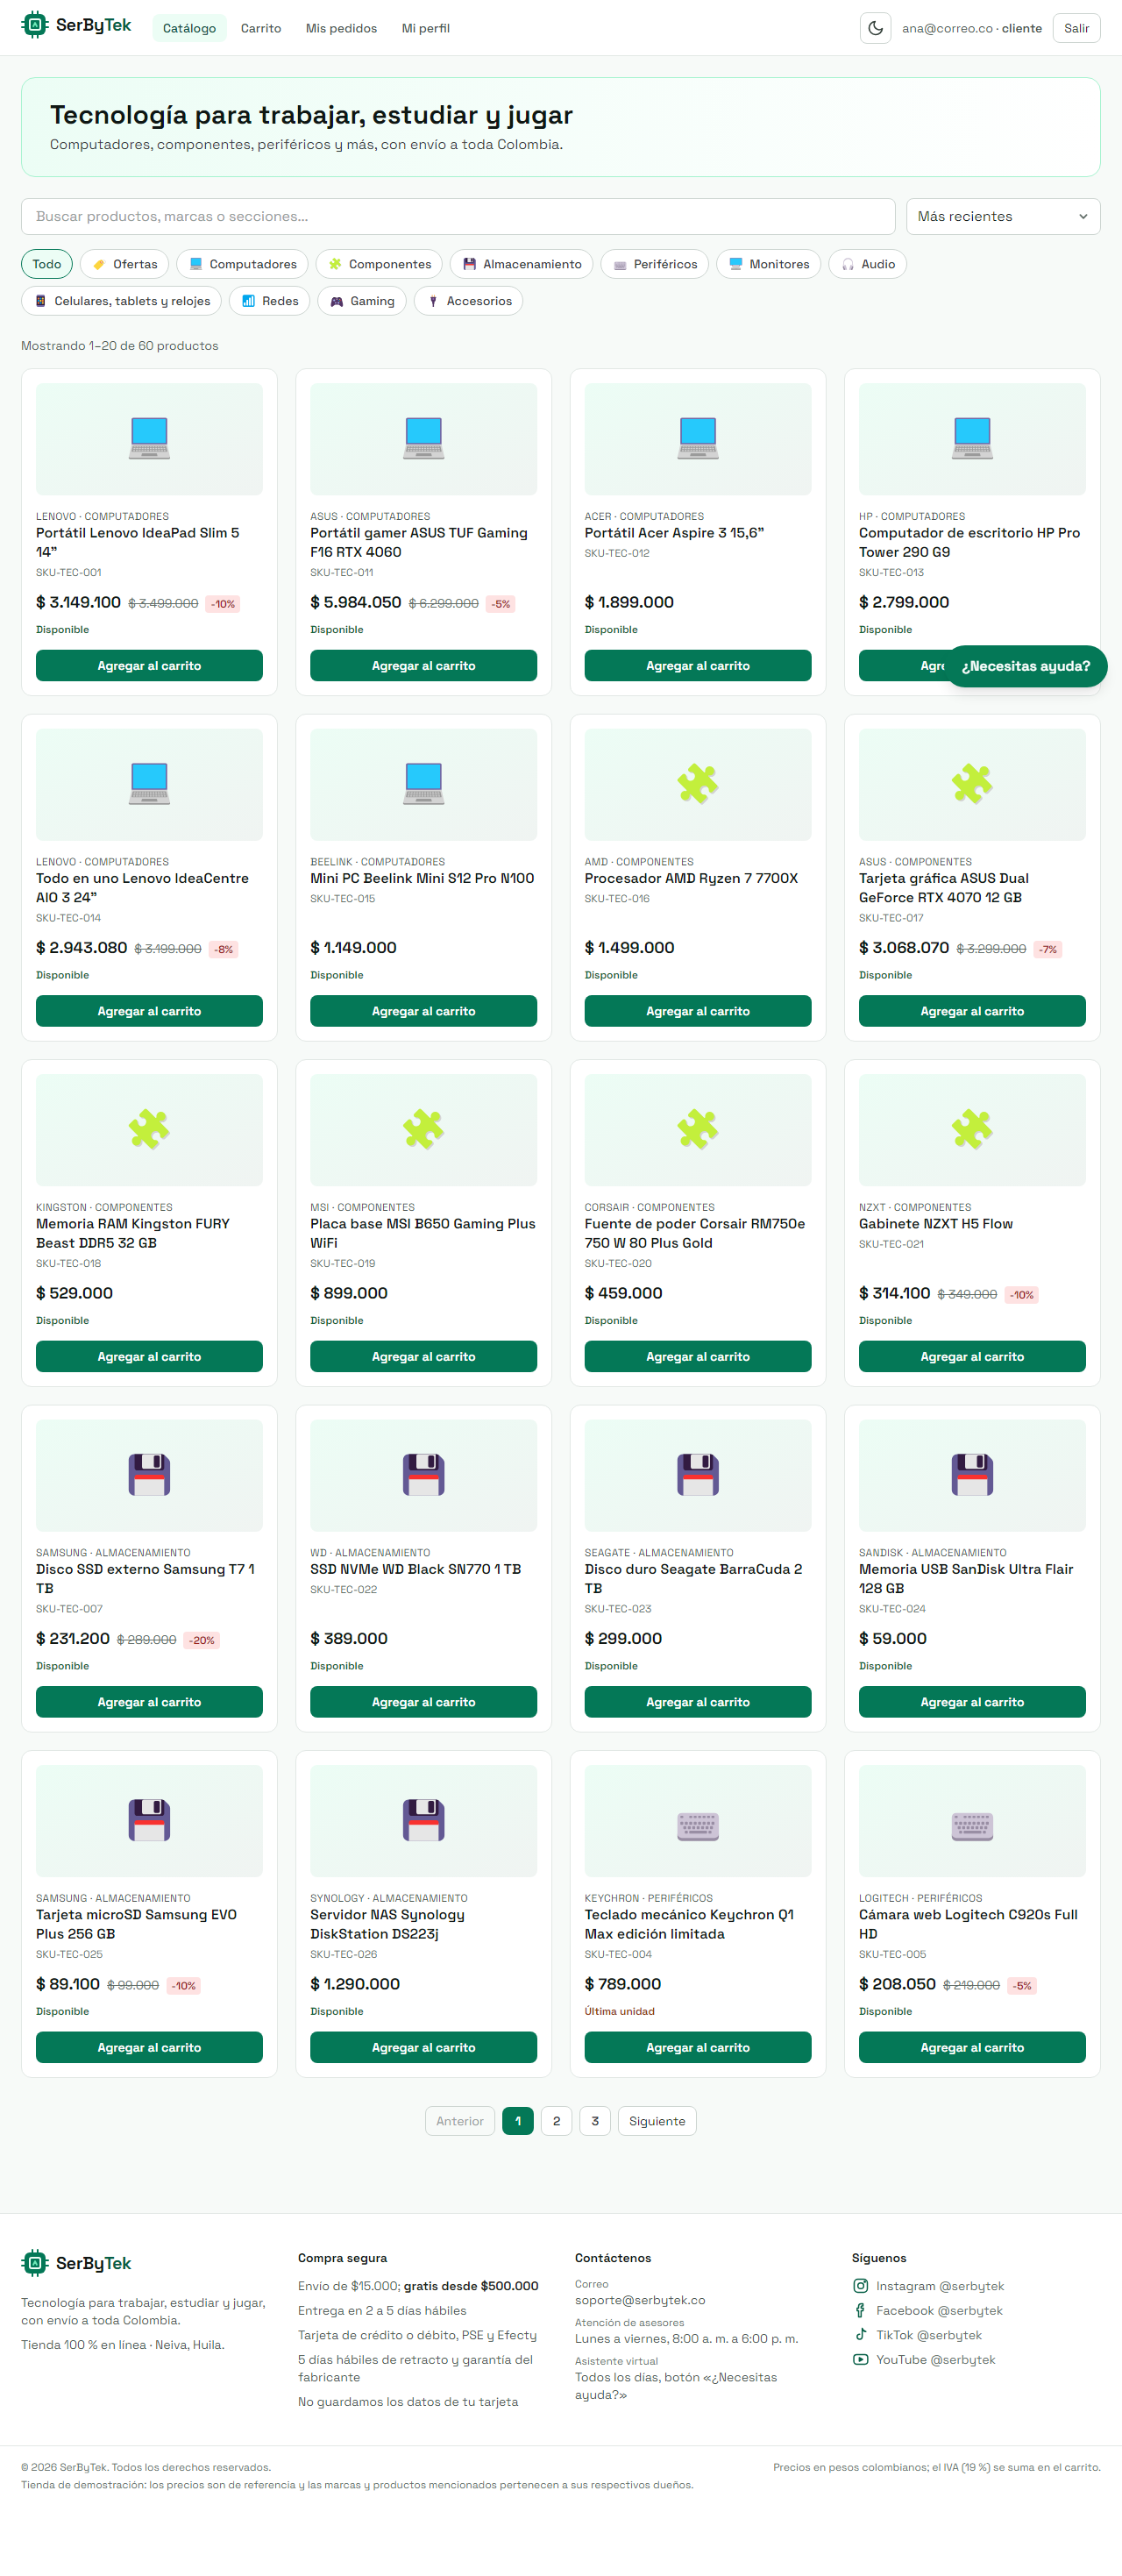 SerByTek
Catálogo
Carrito
Mis pedidos
Mi perfil
ana@correo.co · cliente
Salir
Tecnología para trabajar, estudiar y jugar
Computadores, componentes, periféricos y más, con envío a toda Colombia.
Buscar productos, marcas o secciones...
Más recientes
Todo
Ofertas
Computadores
Componentes
Almacenamiento
Periféricos
Monitores
Audio
Celulares, tablets y relojes
Redes
Gaming
Accesorios
Mostrando 1–20 de 60 productos
LENOVO · COMPUTADORES
Portátil Lenovo IdeaPad Slim 5
14”
SKU-TEC-001
$ 3.149.100 $ 3.499.000 -10%
Disponible
Agregar al carrito
ASUS · COMPUTADORES
Portátil gamer ASUS TUF Gaming
F16 RTX 4060
SKU-TEC-011
$ 5.984.050 $ 6.299.000 -5%
Disponible
Agregar al carrito
ACER · COMPUTADORES
Portátil Acer Aspire 3 15,6”
SKU-TEC-012
$ 1.899.000
Disponible
Agregar al carrito
HP · COMPUTADORES
Computador de escritorio HP Pro
Tower 290 G9
SKU-TEC-013
$ 2.799.000
Disponible
Agre
¿Necesitas ayuda?
LENOVO · COMPUTADORES
Todo en uno Lenovo IdeaCentre
AIO 3 24”
SKU-TEC-014
$ 2.943.080 $ 3.199.000 -8%
Disponible
Agregar al carrito
BEELINK · COMPUTADORES
Mini PC Beelink Mini S12 Pro N100
SKU-TEC-015
$ 1.149.000
Disponible
Agregar al carrito
AMD · COMPONENTES
Procesador AMD Ryzen 7 7700X
SKU-TEC-016
$ 1.499.000
Disponible
Agregar al carrito
ASUS · COMPONENTES
Tarjeta gráfica ASUS Dual
GeForce RTX 4070 12 GB
SKU-TEC-017
$ 3.068.070 $ 3.299.000 -7%
Disponible
Agregar al carrito
KINGSTON · COMPONENTES
Memoria RAM Kingston FURY
Beast DDR5 32 GB
SKU-TEC-018
$ 529.000
Disponible
Agregar al carrito
MSI · COMPONENTES
Placa base MSI B650 Gaming Plus
WiFi
SKU-TEC-019
$ 899.000
Disponible
Agregar al carrito
CORSAIR · COMPONENTES
Fuente de poder Corsair RM750e
750 W 80 Plus Gold
SKU-TEC-020
$ 459.000
Disponible
Agregar al carrito
NZXT · COMPONENTES
Gabinete NZXT H5 Flow
SKU-TEC-021
$ 314.100 $ 349.000 -10%
Disponible
Agregar al carrito
SAMSUNG · ALMACENAMIENTO
Disco SSD externo Samsung T7 1
TB
SKU-TEC-007
$ 231.200 $ 289.000 -20%
Disponible
Agregar al carrito
WD · ALMACENAMIENTO
SSD NVMe WD Black SN770 1 TB
SKU-TEC-022
$ 389.000
Disponible
Agregar al carrito
SEAGATE · ALMACENAMIENTO
Disco duro Seagate BarraCuda 2
TB
SKU-TEC-023
$ 299.000
Disponible
Agregar al carrito
SANDISK · ALMACENAMIENTO
Memoria USB SanDisk Ultra Flair
128 GB
SKU-TEC-024
$ 59.000
Disponible
Agregar al carrito
SAMSUNG · ALMACENAMIENTO
Tarjeta microSD Samsung EVO
Plus 256 GB
SKU-TEC-025
$ 89.100 $ 99.000 -10%
Disponible
Agregar al carrito
SYNOLOGY · ALMACENAMIENTO
Servidor NAS Synology
DiskStation DS223j
SKU-TEC-026
$ 1.290.000
Disponible
Agregar al carrito
KEYCHRON · PERIFÉRICOS
Teclado mecánico Keychron Q1
Max edición limitada
SKU-TEC-004
$ 789.000
Última unidad
Agregar al carrito
LOGITECH · PERIFÉRICOS
Cámara web Logitech C920s Full
HD
SKU-TEC-005
$ 208.050 $ 219.000 -5%
Disponible
Agregar al carrito
Anterior 1 2 3 Siguiente
SerByTek
Tecnología para trabajar, estudiar y jugar,
con envío a toda Colombia.
Tienda 100 % en línea · Neiva, Huila.
Compra segura
Envío de $15.000; gratis desde $500.000
Entrega en 2 a 5 días hábiles
Tarjeta de crédito o débito, PSE y Efecty
5 días hábiles de retracto y garantía del
fabricante
No guardamos los datos de tu tarjeta
Contáctenos
Correo
soporte@serbytek.co
Atención de asesores
Lunes a viernes, 8:00 a. m. a 6:00 p. m.
Asistente virtual
Todos los días, botón «¿Necesitas
ayuda?»
Síguenos
Instagram @serbytek
Facebook @serbytek
TikTok @serbytek
YouTube @serbytek
© 2026 SerByTek. Todos los derechos reservados.
Precios en pesos colombianos; el IVA (19 %) se suma en el carrito.
Tienda de demostración: los precios son de referencia y las marcas y productos mencionados pertenecen a sus respectivos dueños.